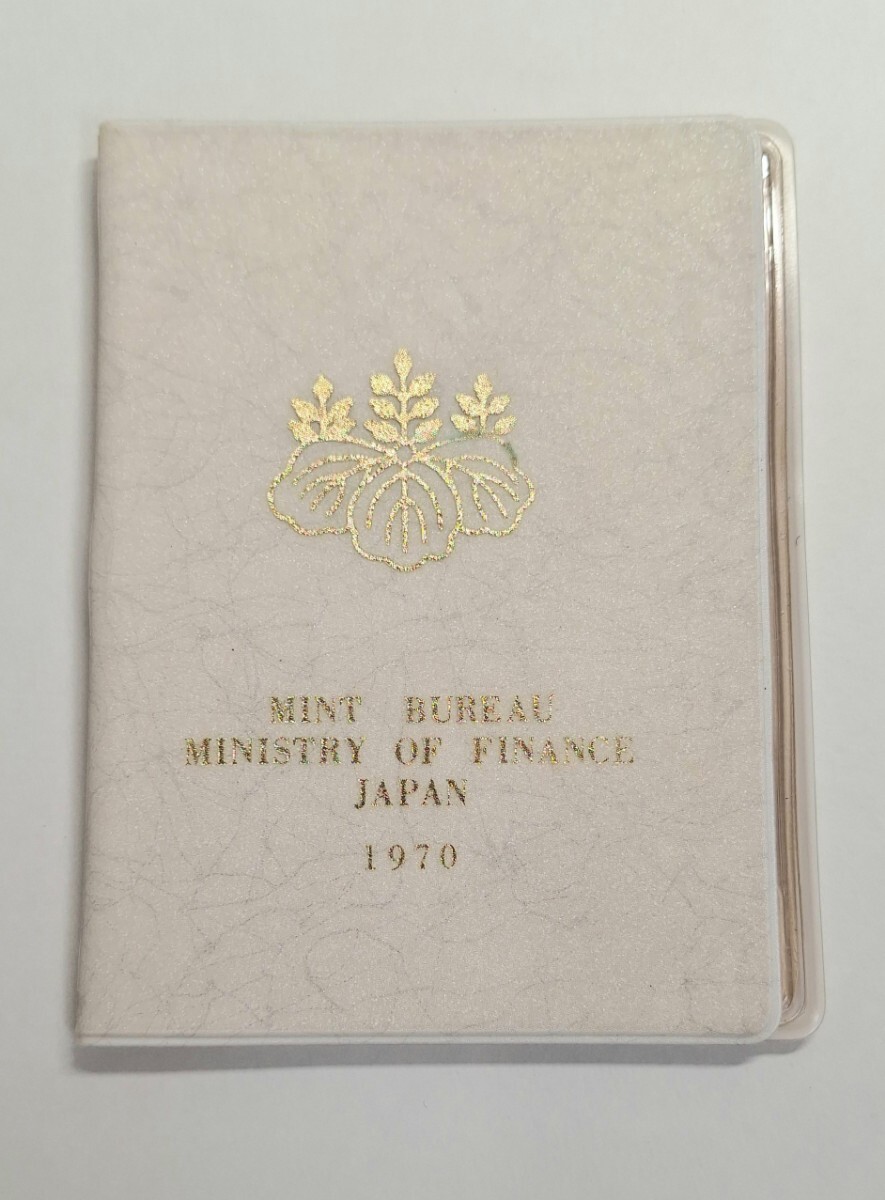 MINT BUREAU
MINISTRY OF FINANCE
JAPAN
1970